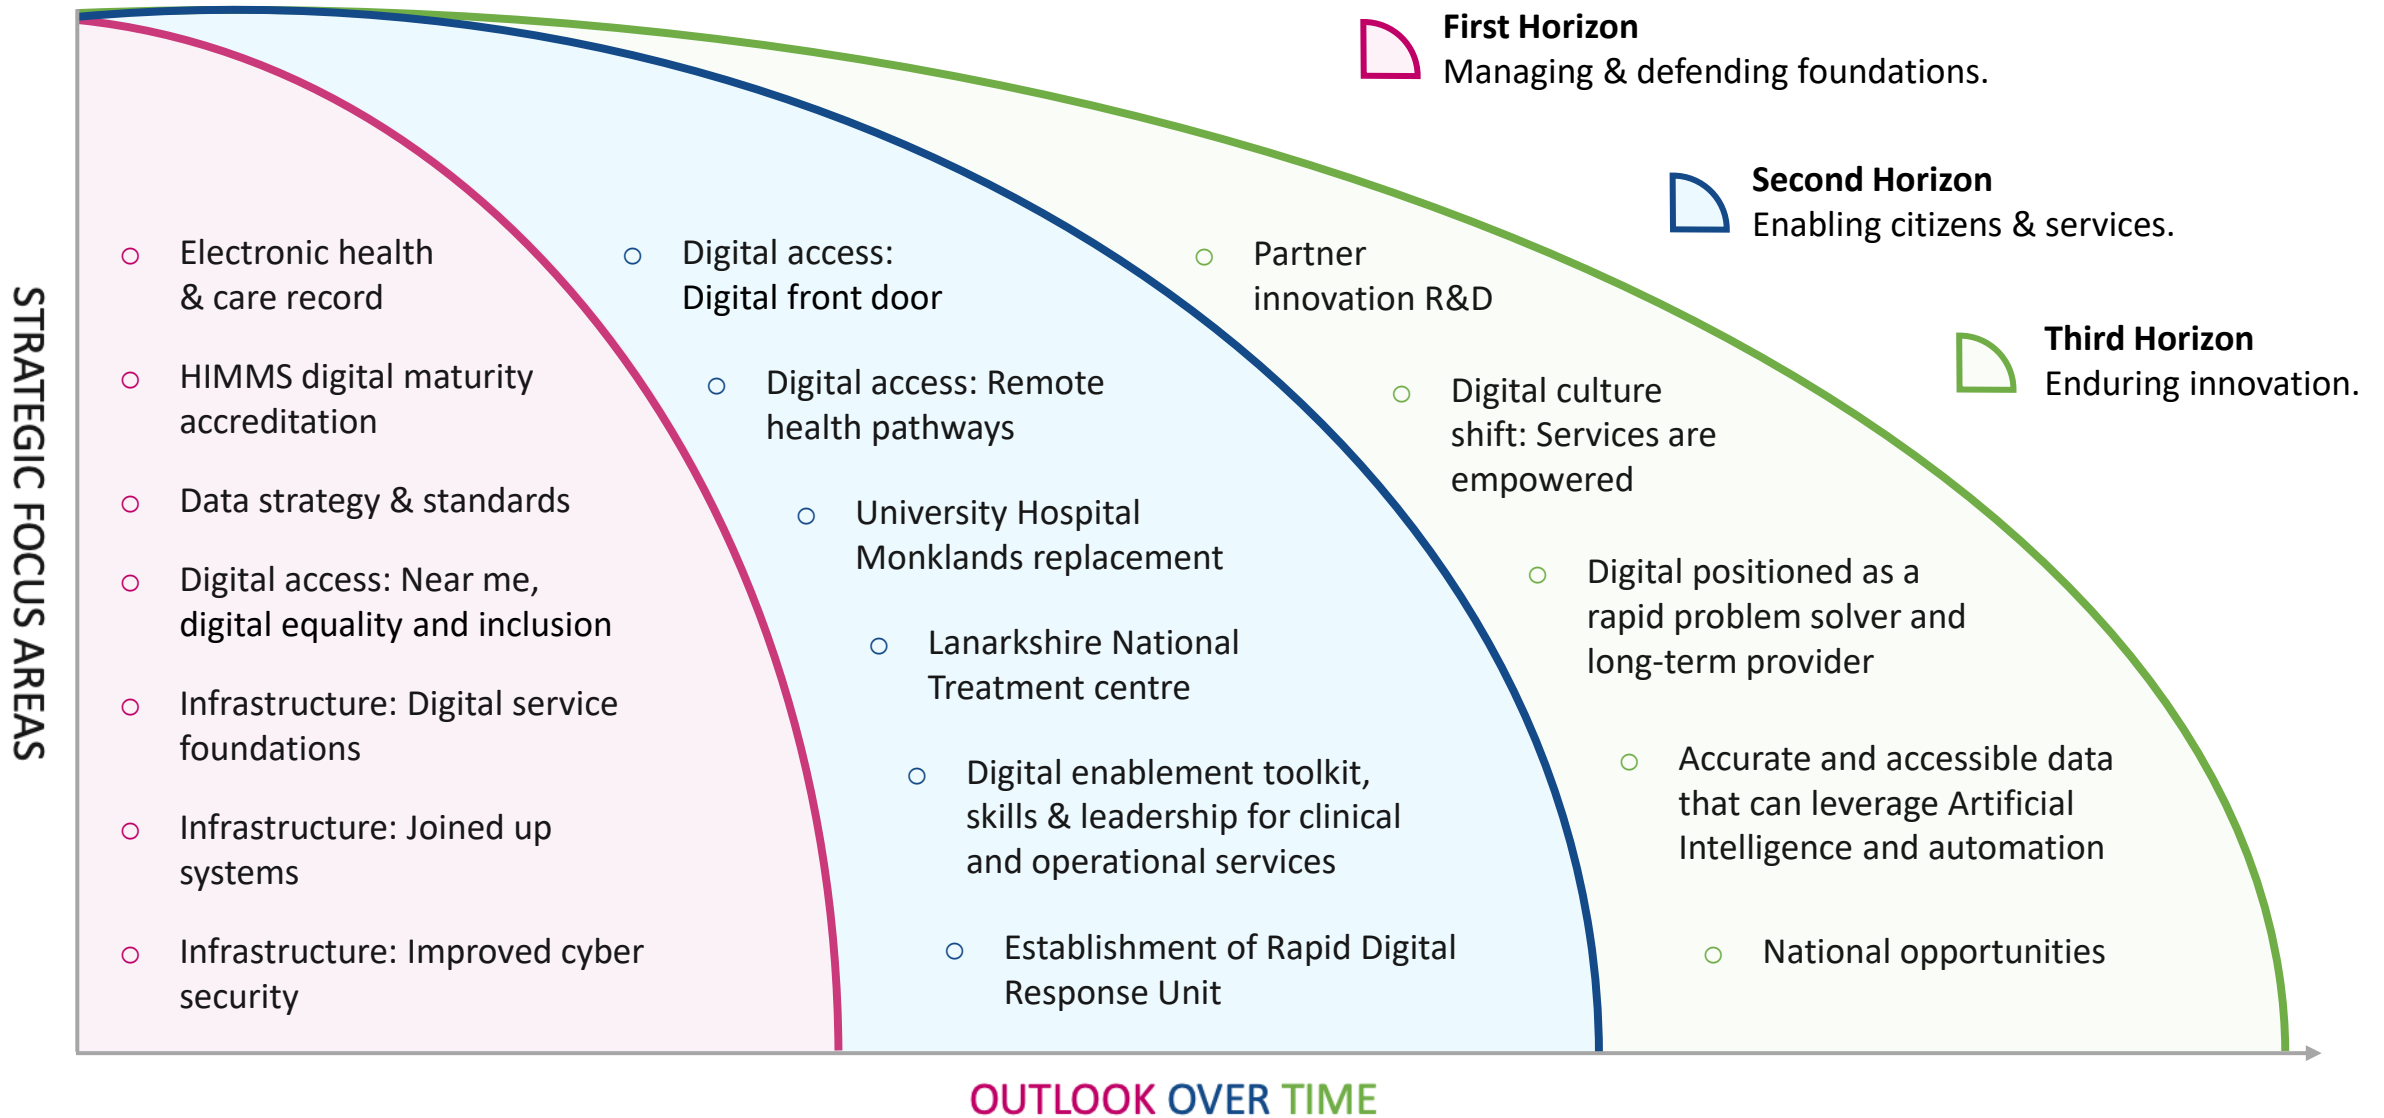 First Horizon
Managing & defending foundations.
Second Horizon
Enabling citizens & services.
Third Horizon
Enduring innovation.
STRATEGIC FOCUS AREAS
Electronic health
& care record
HIMMS digital maturity
accreditation
Data strategy & standards
Digital access: Near me,
digital equality and inclusion
Infrastructure: Digital service
foundations
Infrastructure: Joined up
systems
Infrastructure: Improved cyber
security
Digital access:
Digital front door
Digital access: Remote
health pathways
University Hospital
Monklands replacement
Lanarkshire National
Treatment centre
Digital enablement toolkit,
skills & leadership for clinical
and operational services
Establishment of Rapid Digital
Response Unit
Partner
innovation R&D
Digital culture
shift: Services are
empowered
Digital positioned as a
rapid problem solver and
long-term provider
Accurate and accessible data
that can leverage Artificial
Intelligence and automation
National opportunities
OUTLOOK OVER TIME